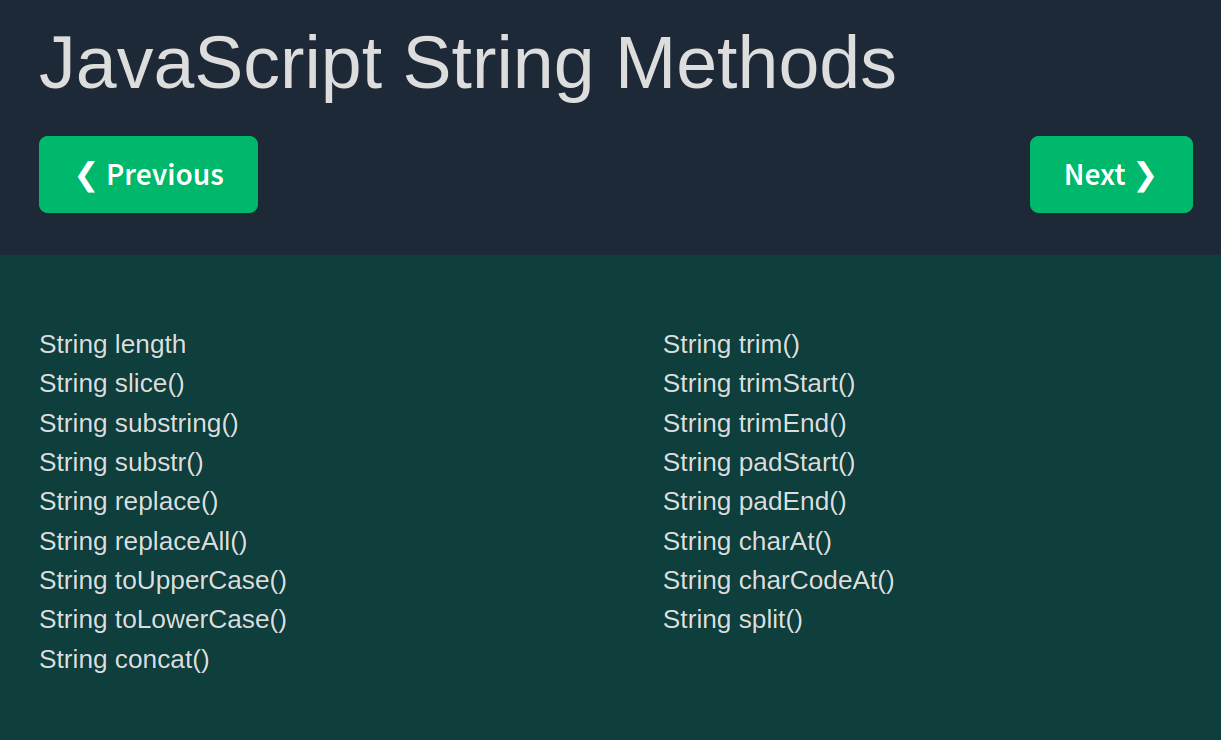 JavaScript String Methods
❮ Previous
Next ❯
String length
String slice()
String substring()
String substr()
String replace()
String replaceAll()
String toUpperCase()
String toLowerCase()
String concat()
String trim()
String trimStart()
String trimEnd()
String padStart()
String padEnd()
String charAt()
String charCodeAt()
String split()